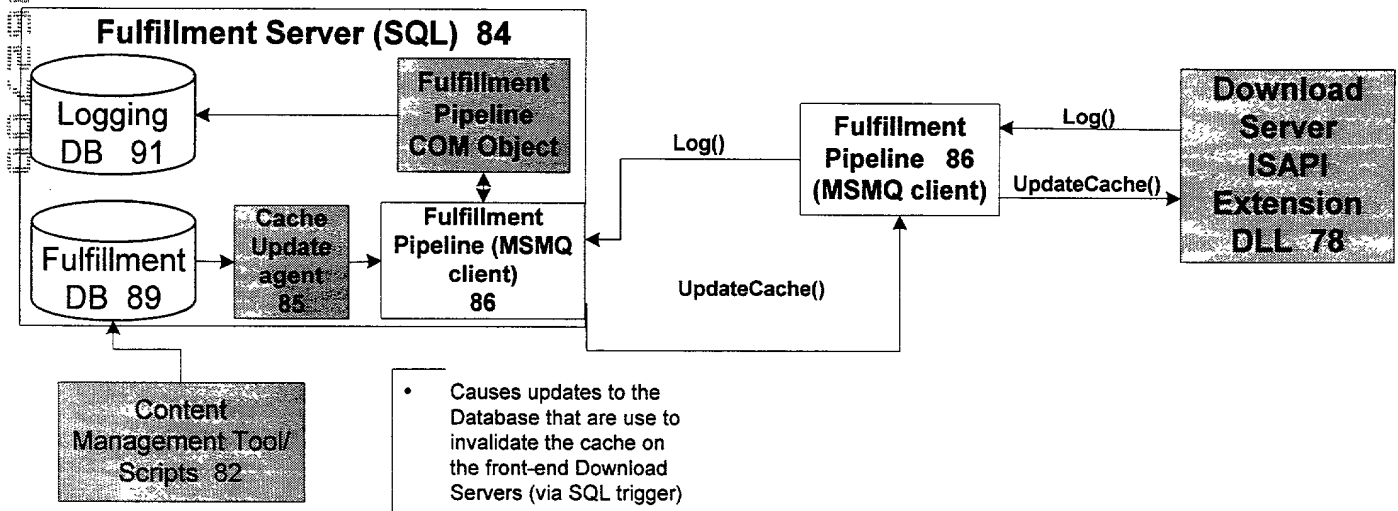 Fulfillment Server (SQL) 84
Logging
DB 91
Fulfillment
Pipeline
COM Object
Fulfillment
DB 89
Cache
Update
agent
85
Fulfillment
Pipeline (MSMQ
client)
86
Log()
UpdateCache()
Fulfillment
Pipeline 86
(MSMQ client)
Log()
UpdateCache()
Download
Server
ISAPI
Extension
DLL 78
Content
Management Tool/
Scripts 82
• Causes updates to the
Database that are use to
invalidate the cache on
the front-end Download
Servers (via SQL trigger)